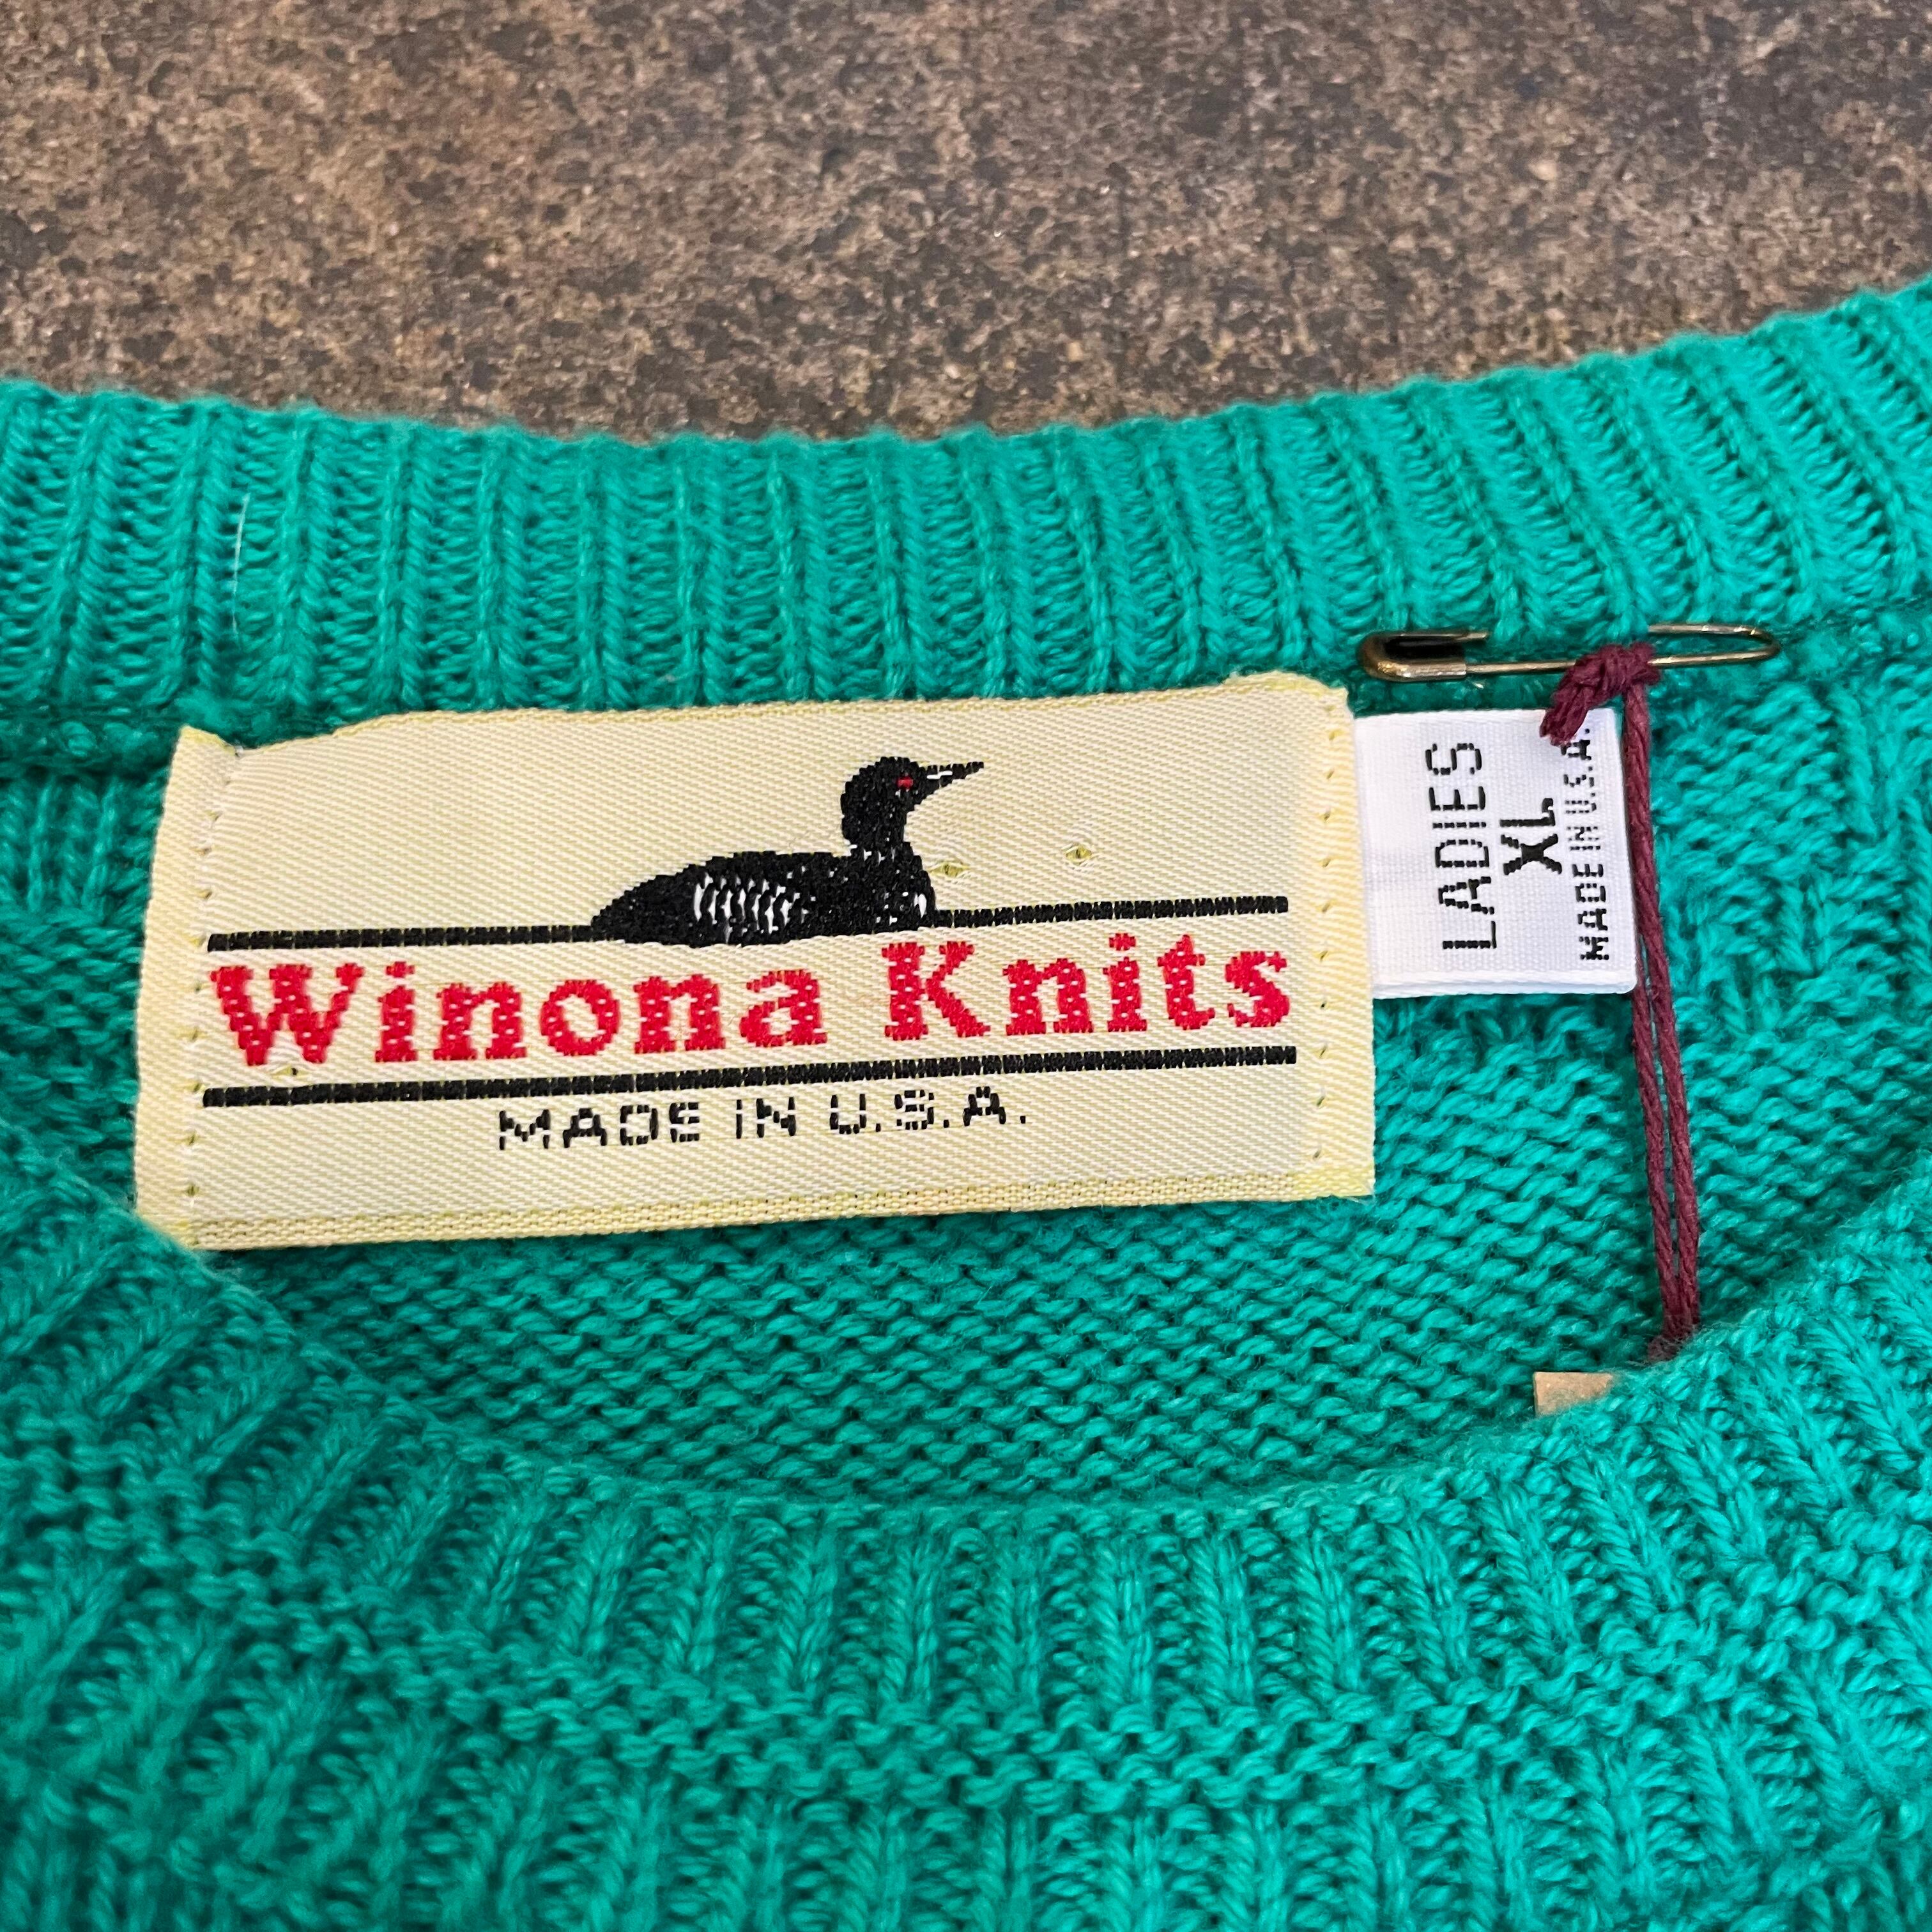 Winona Knits
MADE IN U.S.A.
LADIES
XL
MADE IN U.S.A.